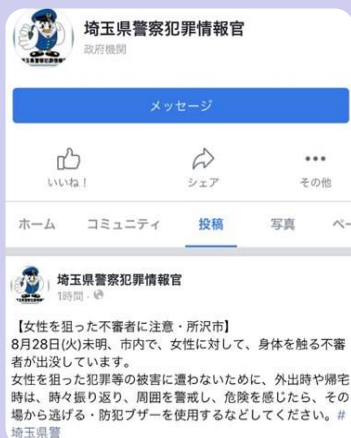 埼玉県警察犯罪情報官
政府機関
メッセージ
いいね！
シェア
その他
ホーム
コミュニティ
投稿
写真
ペー
埼玉県警察犯罪情報官
1時間 ·
【女性を狙った不審者に注意・所沢市】
8月28日(火)未明、市内で、女性に対して、身体を触る不審
者が出没しています。
女性を狙った犯罪等の被害に遭わないために、外出時や帰宅
時は、時々振り返り、周囲を警戒し、危険を感じたら、その
場から逃げる・防犯ブザーを使用するなどしてください。#
埼玉県警